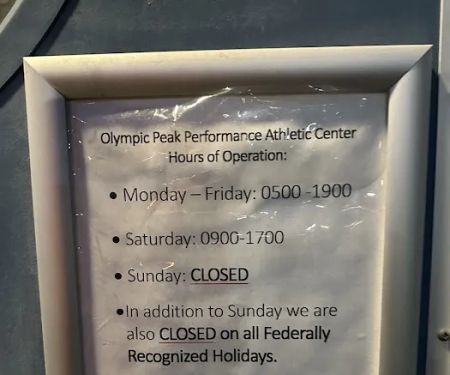 Olympic Peak Performance Athletic Center
Hours of Operation:
• Monday – Friday: 0500 -1900
• Saturday: 0900-1700
• Sunday: CLOSED
•In addition to Sunday we are
also CLOSED on all Federally
Recognized Holidays.